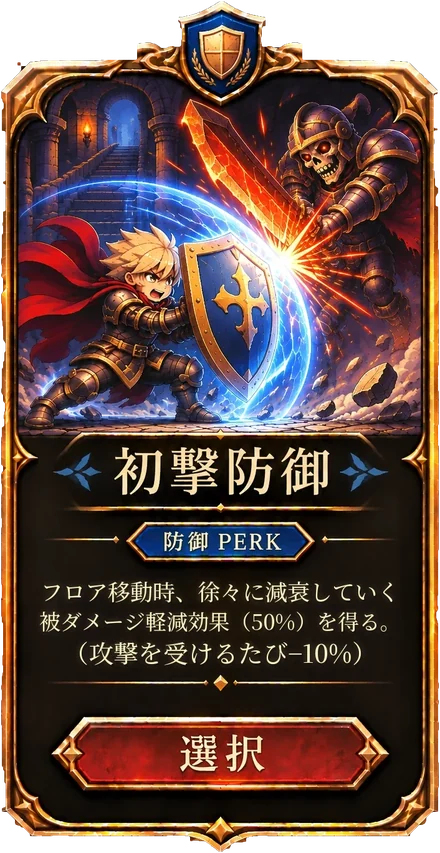 初撃防御
防御 PERK
フロア移動時、徐々に減衰していく
被ダメージ軽減効果（50%）を得る。
（攻撃を受けるたび−10%）
選択